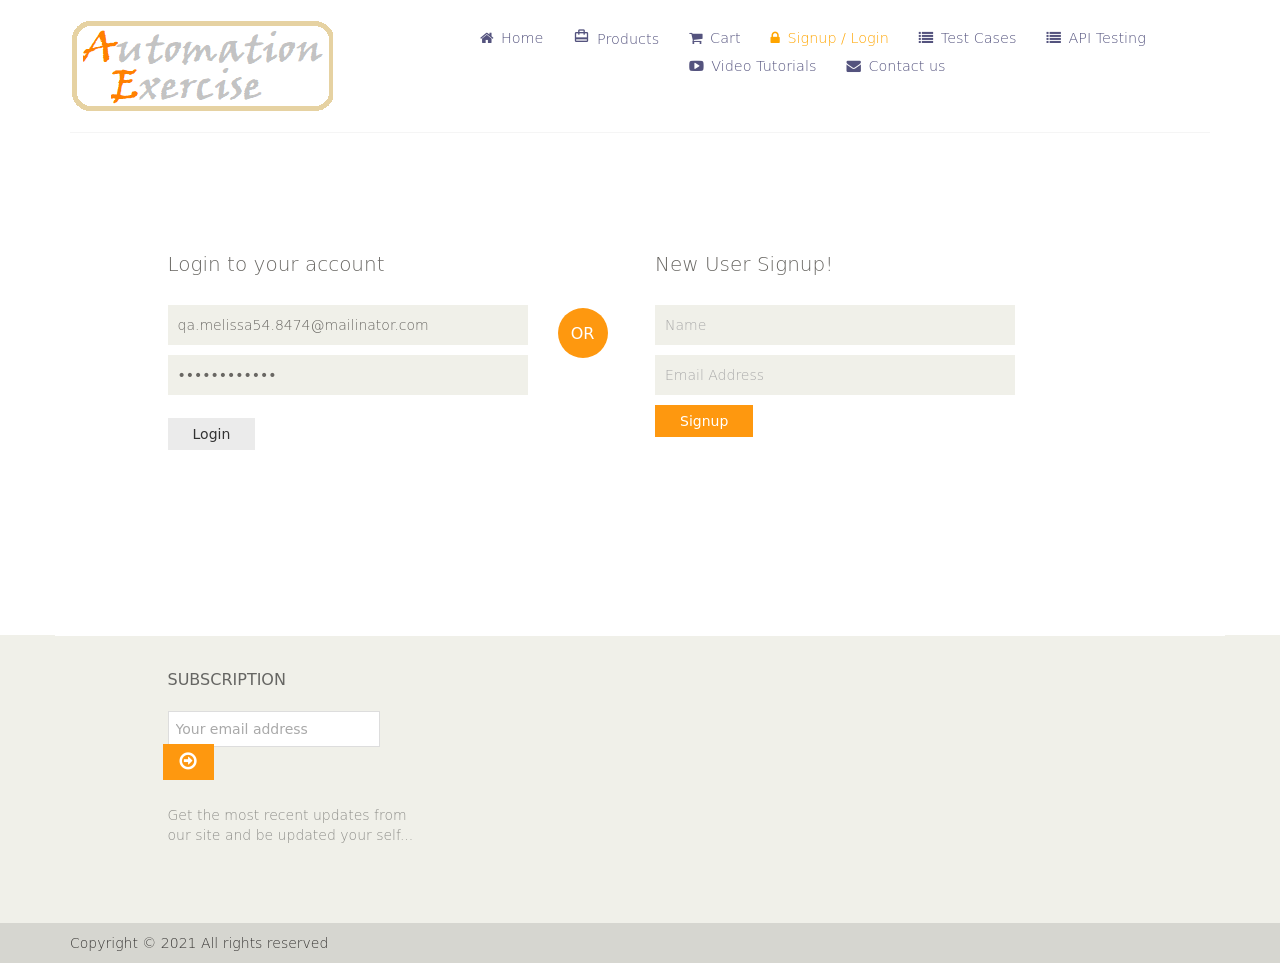 Automation
Exercise
Home Products Cart Signup / Login Test Cases API Testing
Video Tutorials Contact us
Login to your account
qa.melissa54.8474@mailinator.com
••••••••••••
Login
OR
New User Signup!
Name
Email Address
Signup
SUBSCRIPTION
Your email address
Get the most recent updates from
our site and be updated your self...
Copyright © 2021 All rights reserved